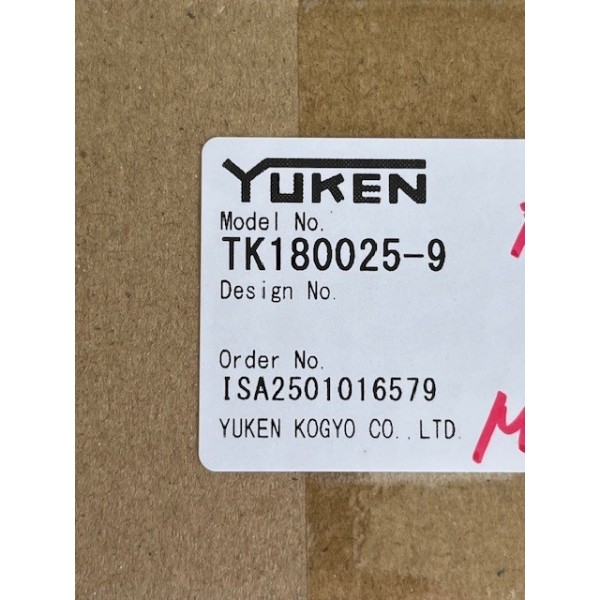 YUKEN
Model No.
TK180025-9
Design No.
Order No.
ISA2501016579
YUKEN KOGYO CO.,LTD.